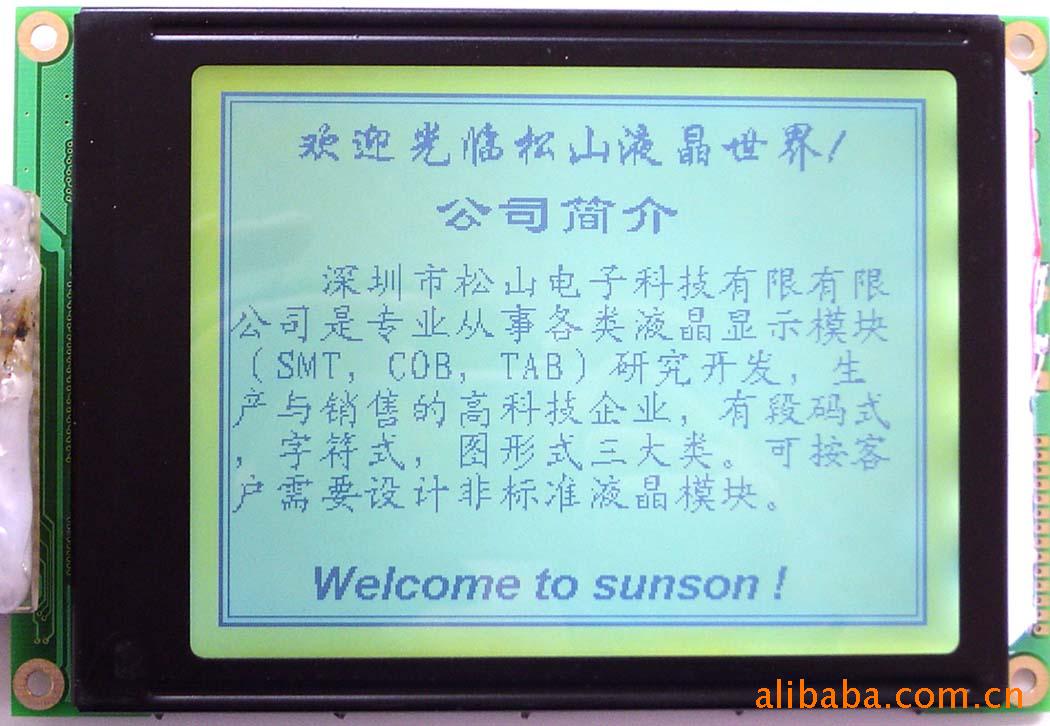 欢迎光临松山液晶世界!
公司简介
深圳市松山电子科技有限有限
公司是专业从事各类液晶显示模块
(SMT, COB, TAB)研究开发, 生
产与销售的高科技企业, 有段码式
, 字符式, 图形式三大类。可按客
户需要设计非标准液晶模块。
Welcome to sunson !
alibaba.com.cn